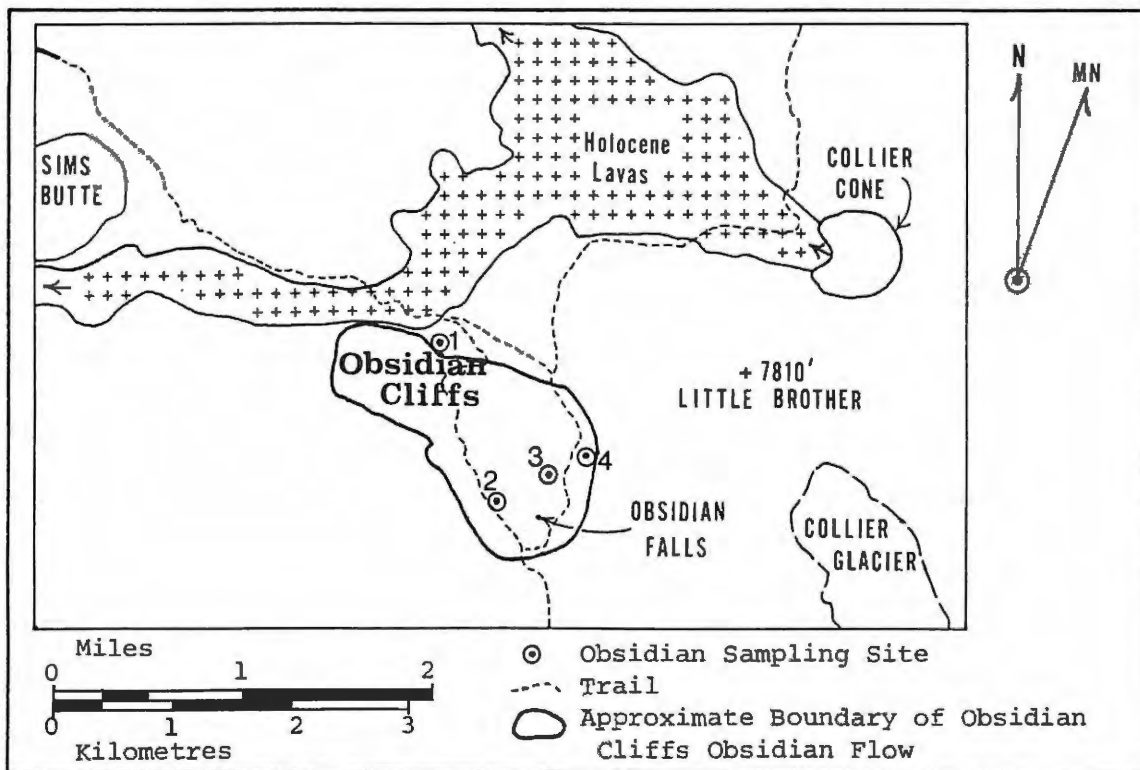 N
MN
SIMS
BUTTE
Holocene
Lavas
COLLIER
CONE
1
Obsidian
Cliffs
+ 7810'
LITTLE BROTHER
3
4
2
OBSIDIAN
FALLS
COLLIER
GLACIER
Miles
0 1 2
0 1 2 3
Kilometres
Obsidian Sampling Site
Trail
Approximate Boundary of Obsidian
Cliffs Obsidian Flow